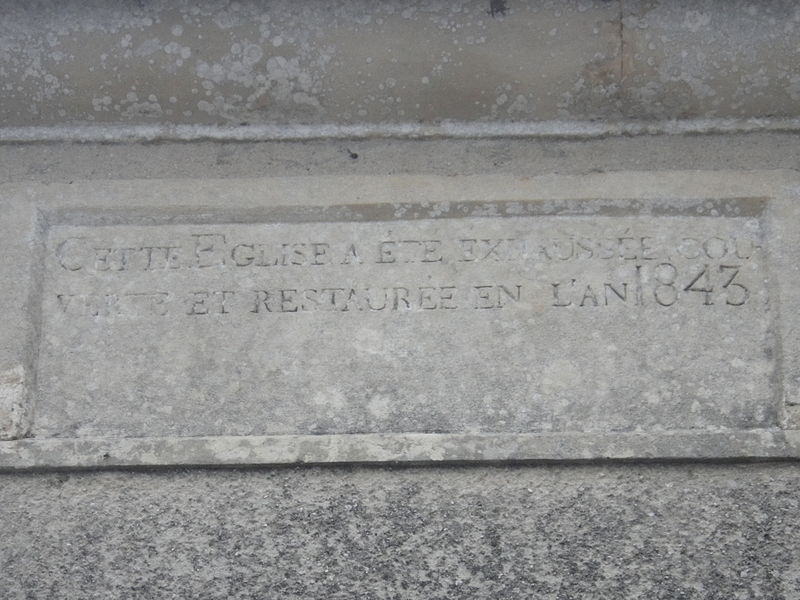 CETTE EGLISE A ÉTÉ EXHAUSSÉE, COU-
VERTE ET RESTAURÉE EN L'AN 1843